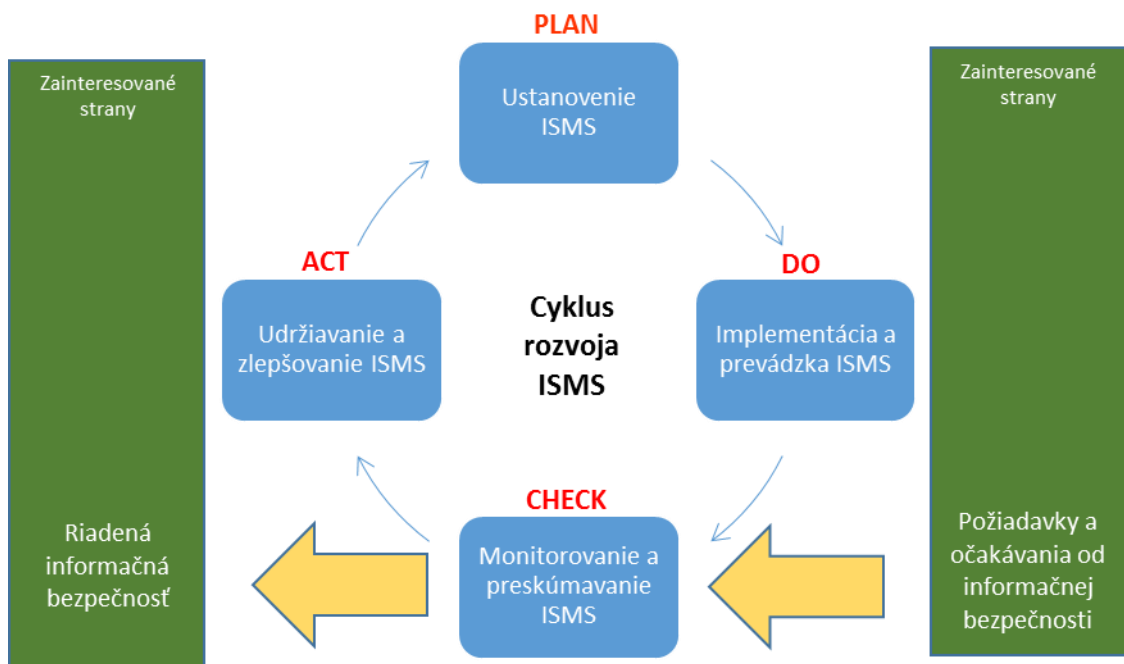 PLAN
Ustanovenie
ISMS
Zainteresované
strany
Zainteresované
strany
ACT
Udržiavanie a
zlepšovanie ISMS
Cyklus
rozvoja
ISMS
DO
Implementácia a
prevádzka ISMS
CHECK
Monitorovanie a
preskúmavanie
ISMS
Riadená
informačná
bezpečnosť
Požiadavky a
očakávania od
informačnej
bezpečnosti